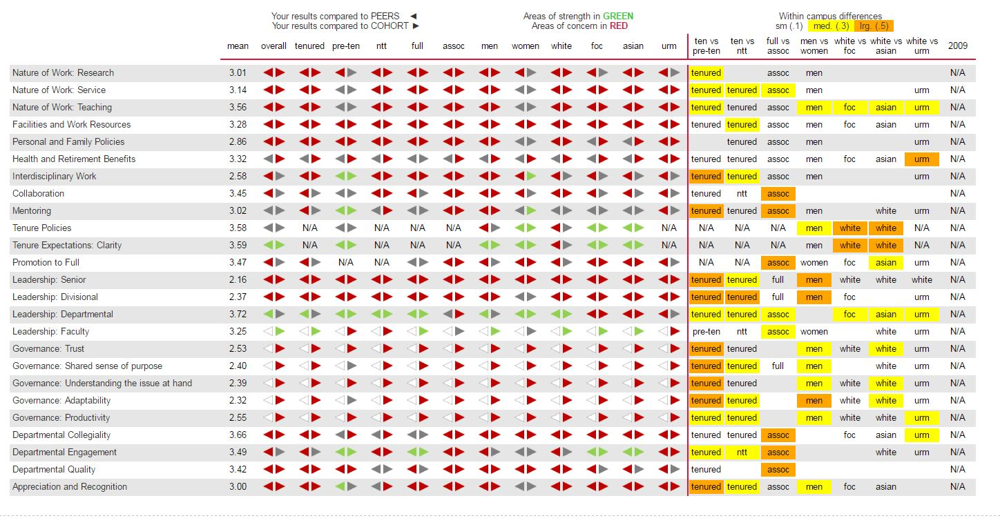 Your results compared to PEERS ◄
Your results compared to COHORT ►
Areas of strength in GREEN
Areas of concern in RED
Within campus differences
sm (.1) med. (.3) lrg. (.5)
mean overall tenured pre-ten ntt full assoc men women white foc asian urm ten vs pre-ten ten vs ntt full vs assoc men vs women white vs foc white vs asian white vs urm 2009
Nature of Work: Research 3.01 tenured assoc men N/A
Nature of Work: Service 3.14 tenured tenured assoc men urm N/A
Nature of Work: Teaching 3.56 tenured tenured assoc men foc asian urm N/A
Facilities and Work Resources 3.28 tenured tenured assoc men foc asian urm N/A
Personal and Family Policies 2.86 tenured assoc men urm N/A
Health and Retirement Benefits 3.32 tenured tenured assoc men foc asian urm N/A
Interdisciplinary Work 2.58 tenured tenured assoc men urm N/A
Collaboration 3.45 tenured ntt assoc N/A
Mentoring 3.02 tenured tenured assoc men white urm N/A
Tenure Policies 3.58 N/A N/A N/A N/A N/A N/A N/A N/A men white white N/A N/A
Tenure Expectations: Clarity 3.59 N/A N/A N/A N/A N/A N/A N/A N/A men white white N/A N/A
Promotion to Full 3.47 N/A N/A N/A N/A assoc women foc asian urm N/A
Leadership: Senior 2.16 tenured tenured full men white white white N/A
Leadership: Divisional 2.37 tenured tenured full men foc urm N/A
Leadership: Departmental 3.72 tenured tenured assoc foc asian urm N/A
Leadership: Faculty 3.25 pre-ten ntt assoc women white urm N/A
Governance: Trust 2.53 tenured tenured men white white urm N/A
Governance: Shared sense of purpose 2.40 tenured tenured full men white urm N/A
Governance: Understanding the issue at hand 2.39 tenured tenured men white white urm N/A
Governance: Adaptability 2.32 tenured tenured men white white urm N/A
Governance: Productivity 2.55 tenured tenured men white white urm N/A
Departmental Collegiality 3.66 tenured tenured assoc foc asian urm N/A
Departmental Engagement 3.49 tenured ntt assoc white urm N/A
Departmental Quality 3.42 tenured assoc N/A
Appreciation and Recognition 3.00 tenured tenured assoc men foc asian N/A